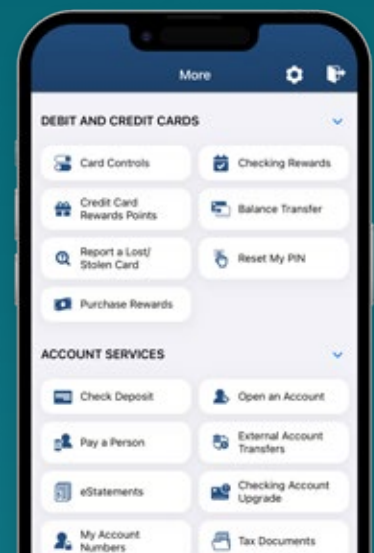 More
DEBIT AND CREDIT CARDS
Card Controls
Checking Rewards
Credit Card
Rewards Points
Balance Transfer
Report a Lost/
Stolen Card
Reset My PIN
Purchase Rewards
ACCOUNT SERVICES
Check Deposit
Open an Account
Pay a Person
External Account
Transfers
eStatements
Checking Account
Upgrade
My Account
Numbers
Tax Documents